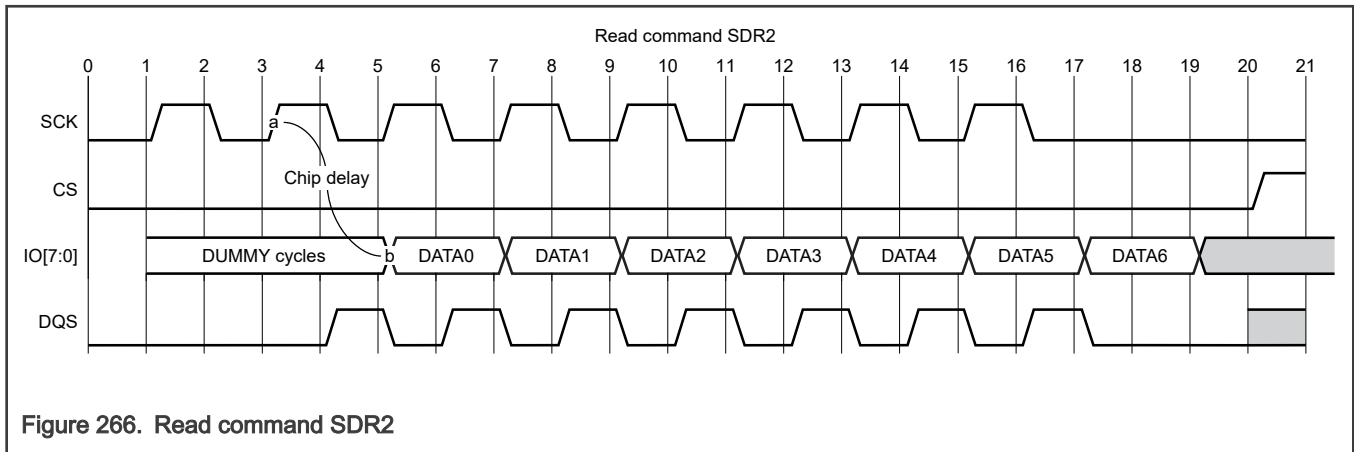 Read command SDR2
0 1 2 3 4 5 6 7 8 9 10 11 12 13 14 15 16 17 18 19 20 21
SCK
a
Chip delay
CS
IO[7:0]
DUMMY cycles b DATA0 DATA1 DATA2 DATA3 DATA4 DATA5 DATA6
DQS
Figure 266. Read command SDR2